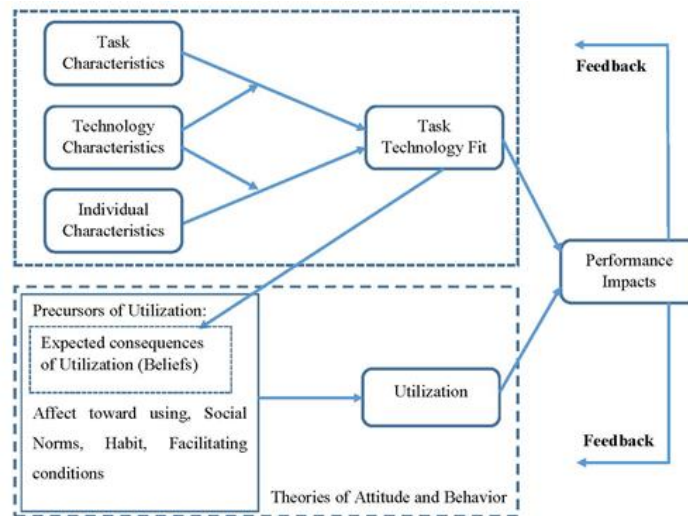 Task
Characteristics
Technology
Characteristics
Individual
Characteristics
Task
Technology Fit
Feedback
Performance
Impacts
Precursors of Utilization:
Expected consequences
of Utilization (Beliefs)
Affect toward using, Social
Norms, Habit, Facilitating
conditions
Utilization
Feedback
Theories of Attitude and Behavior